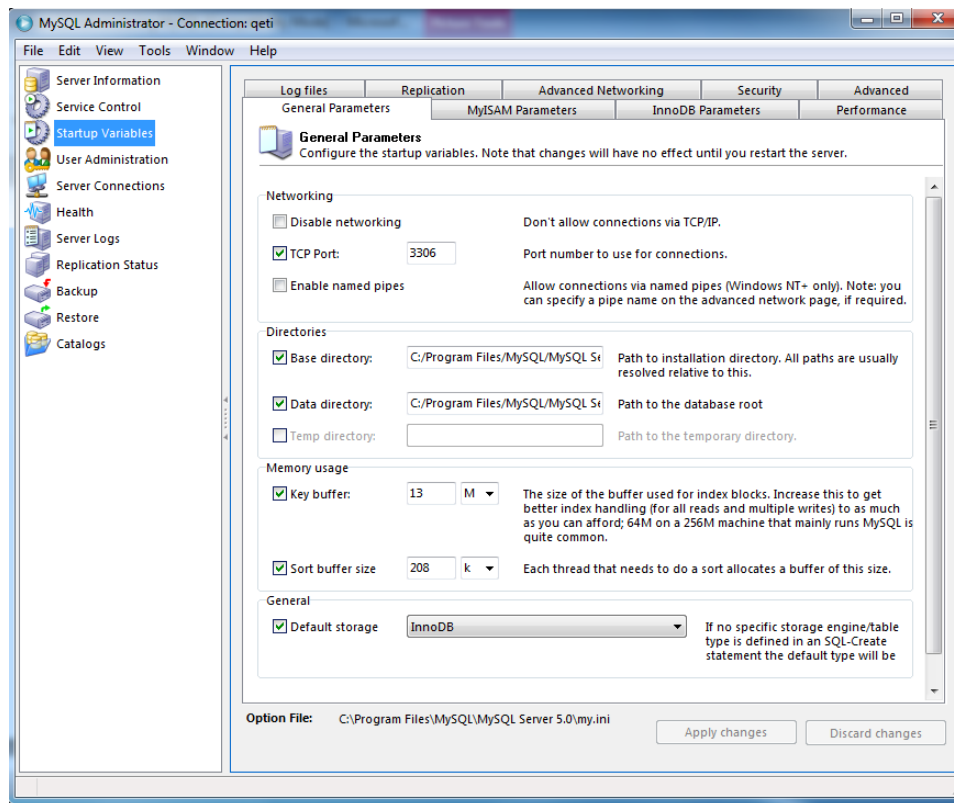 MySQL Administrator - Connection: qeti
File Edit View Tools Window Help
Server Information
Service Control
Startup Variables
User Administration
Server Connections
Health
Server Logs
Replication Status
Backup
Restore
Catalogs
Log files Replication Advanced Networking Security Advanced
General Parameters MyISAM Parameters InnoDB Parameters Performance
General Parameters
Configure the startup variables. Note that changes will have no effect until you restart the server.
Networking
Disable networking Don't allow connections via TCP/IP.
TCP Port: 3306 Port number to use for connections.
Enable named pipes Allow connections via named pipes (Windows NT+ only). Note: you
can specify a pipe name on the advanced network page, if required.
Directories
Base directory: C:/Program Files/MySQL/MySQL Se Path to installation directory. All paths are usually
resolved relative to this.
Data directory: C:/Program Files/MySQL/MySQL Se Path to the database root
Temp directory: Path to the temporary directory.
Memory usage
Key buffer: 13 M The size of the buffer used for index blocks. Increase this to get
better index handling (for all reads and multiple writes) to as much
as you can afford; 64M on a 256M machine that mainly runs MySQL is
quite common.
Sort buffer size 208 k Each thread that needs to do a sort allocates a buffer of this size.
General
Default storage InnoDB If no specific storage engine/table
type is defined in an SQL-Create
statement the default type will be
Option File: C:\Program Files\MySQL\MySQL Server 5.0\my.ini
Apply changes Discard changes